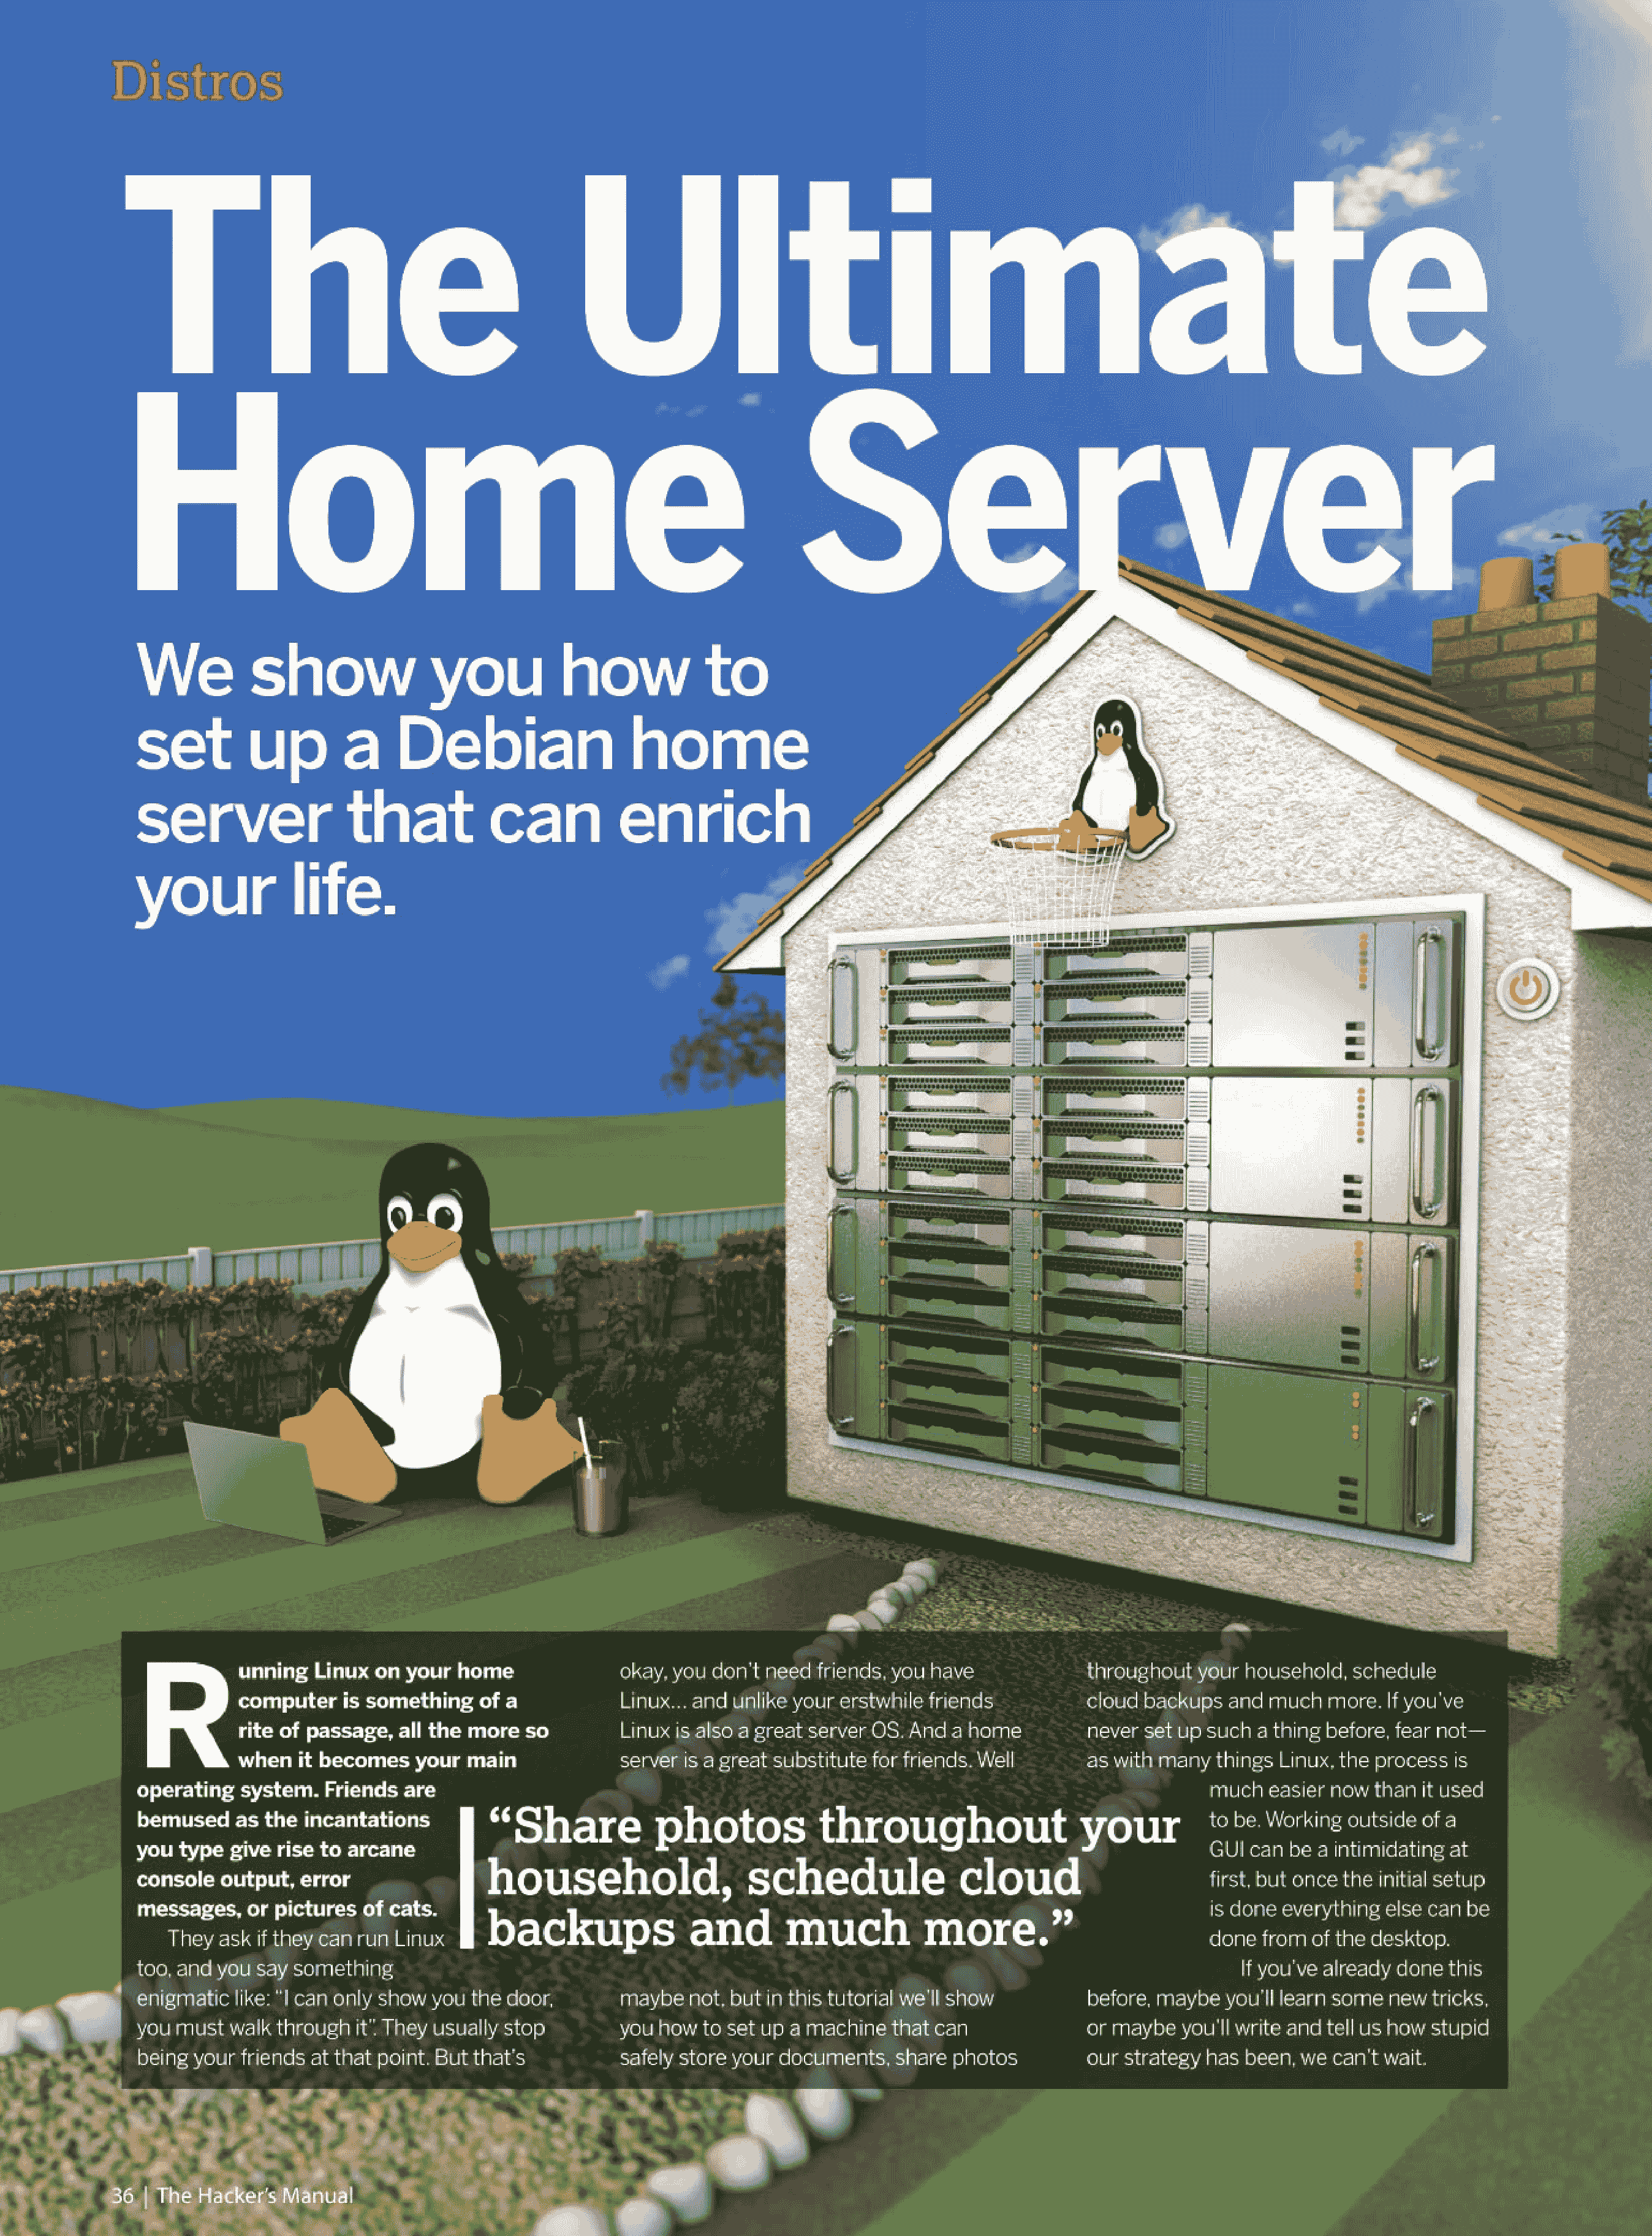 Distros
The Ultimate
Home Server
We show you how to
set up a Debian home
server that can enrich
your life.
Running Linux on your home
computer is something of a
rite of passage, all the more so
when it becomes your main
operating system. Friends are
bemused as the incantations
you type give rise to arcane
console output, error
messages, or pictures of cats.
They ask if they can run Linux
too, and you say something
enigmatic like: “I can only show you the door,
you must walk through it”. They usually stop
being your friends at that point. But that’s
okay, you don’t need friends, you have
Linux... and unlike your erstwhile friends
Linux is also a great server OS. And a home
server is a great substitute for friends. Well
“Share photos throughout your
household, schedule cloud
backups and much more.”
maybe not, but in this tutorial we’ll show
you how to set up a machine that can
safely store your documents, share photos
throughout your household, schedule
cloud backups and much more. If you’ve
never set up such a thing before, fear not—
as with many things Linux, the process is
much easier now than it used
to be. Working outside of a
GUI can be a intimidating at
first, but once the initial setup
is done everything else can be
done from of the desktop.
If you’ve already done this
before, maybe you’ll learn some new tricks,
or maybe you’ll write and tell us how stupid
our strategy has been, we can’t wait.
36 | The Hacker’s Manual